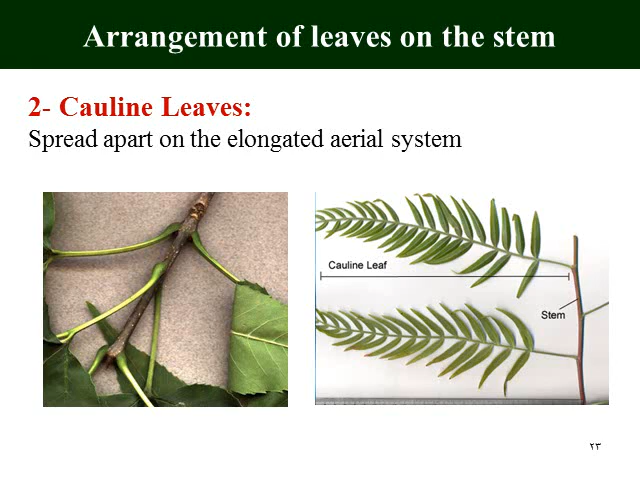 Arrangement of leaves on the stem
2- Cauline Leaves:
Spread apart on the elongated aerial system
Cauline Leaf
Stem
٢٣